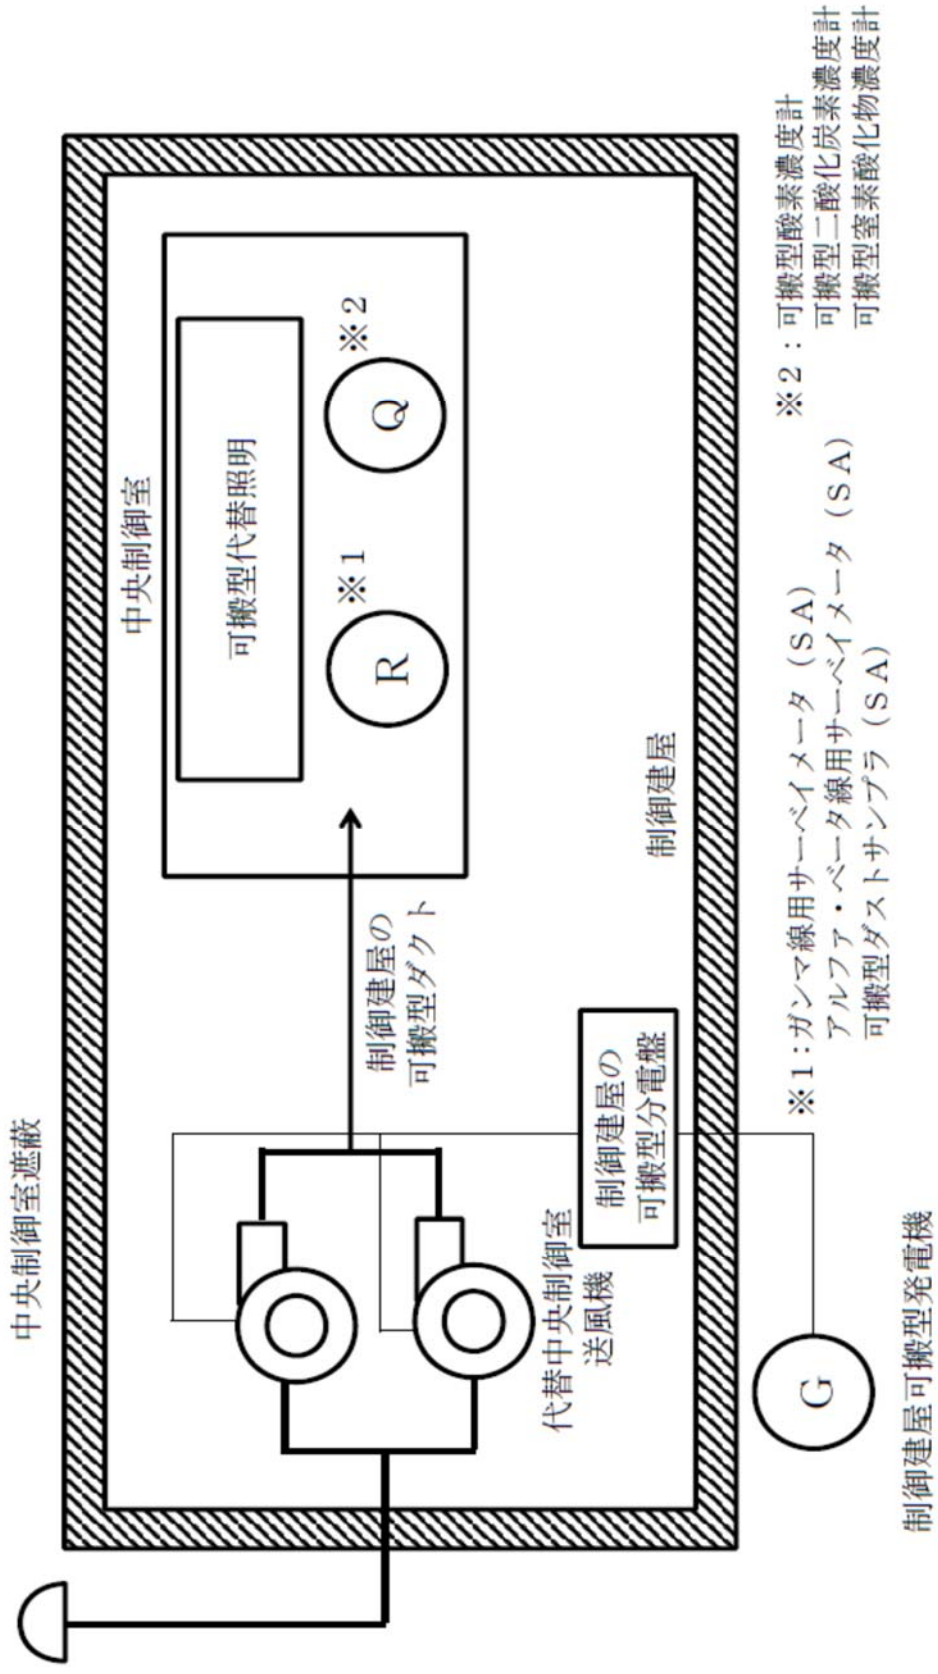 中央制御室遮蔽
中央制御室
可搬型代替照明
R
※1
Q
※2
制御建屋の
可搬型ダクト
制御建屋
代替中央制御室
送風機
制御建屋の
可搬型分電盤
G
制御建屋可搬型発電機
※1：ガンマ線用サーベイメータ（SA）
アルファ・ベータ線用サーベイメータ（SA）
可搬型ダストサンプラ（SA）
※2：可搬型酸素濃度計
可搬型二酸化炭素濃度計
可搬型窒素酸化物濃度計